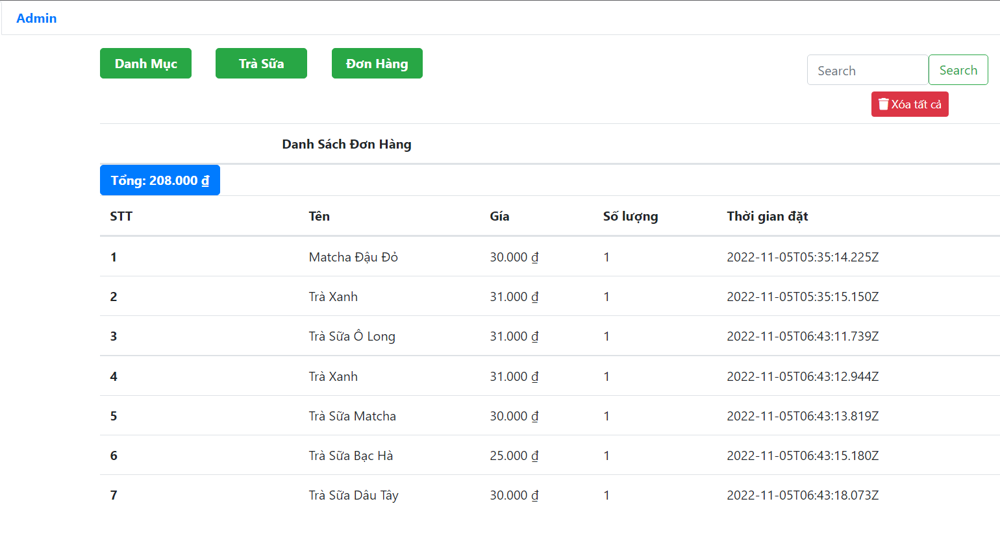 Admin
Danh Mục Trà Sữa Đơn Hàng
Search Search
Xóa tất cả
Danh Sách Đơn Hàng
Tổng: 208.000 ₫
STT Tên Gía Số lượng Thời gian đặt
1 Matcha Đậu Đỏ 30.000 ₫ 1 2022-11-05T05:35:14.225Z
2 Trà Xanh 31.000 ₫ 1 2022-11-05T05:35:15.150Z
3 Trà Sữa Ô Long 31.000 ₫ 1 2022-11-05T06:43:11.739Z
4 Trà Xanh 31.000 ₫ 1 2022-11-05T06:43:12.944Z
5 Trà Sữa Matcha 30.000 ₫ 1 2022-11-05T06:43:13.819Z
6 Trà Sữa Bạc Hà 25.000 ₫ 1 2022-11-05T06:43:15.180Z
7 Trà Sữa Dâu Tây 30.000 ₫ 1 2022-11-05T06:43:18.073Z